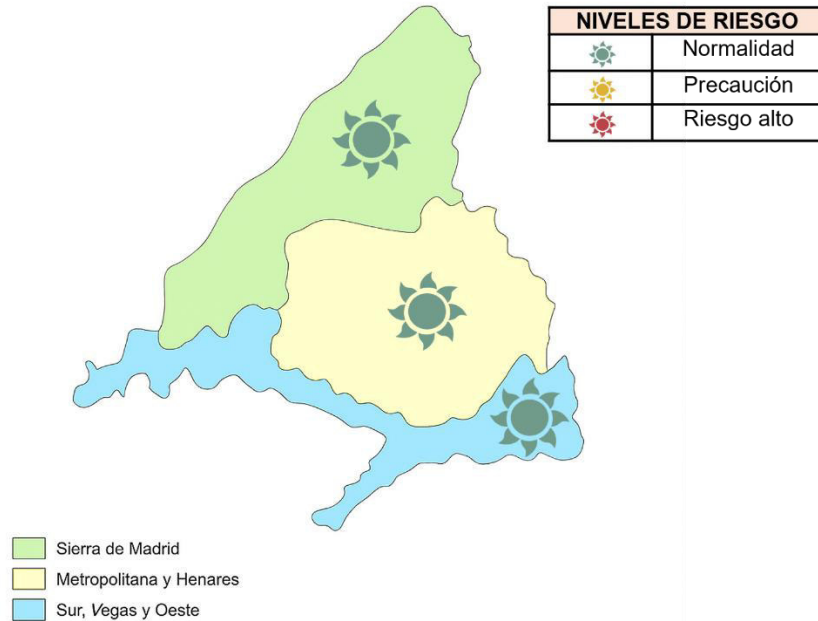 NIVELES DE RIESGO
Normalidad
Precaución
Riesgo alto
Sierra de Madrid
Metropolitana y Henares
Sur, Vegas y Oeste